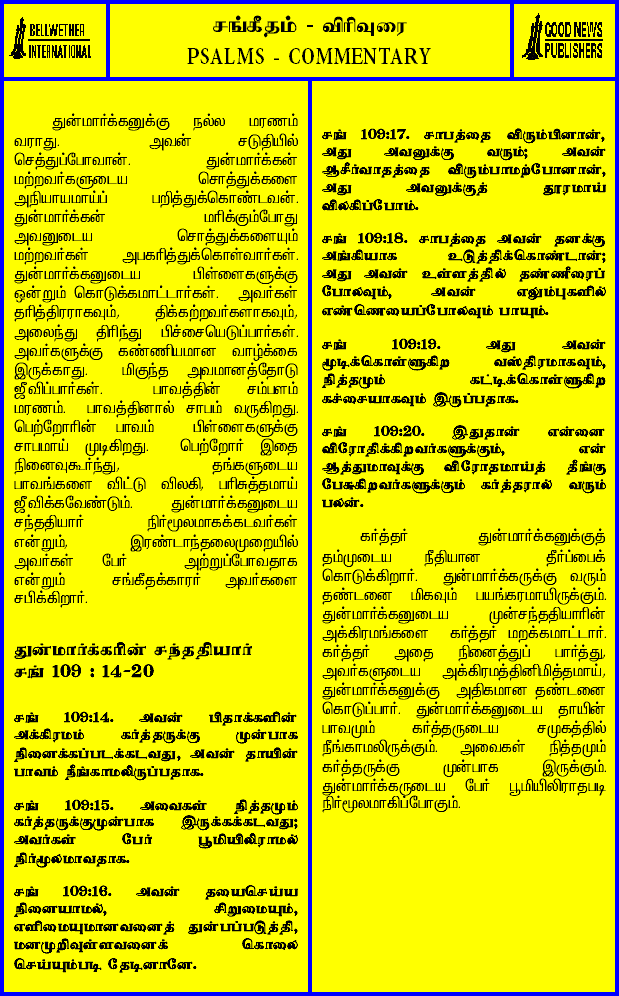 BELLWETHER
INTERNATIONAL
சங்கீதம் - விரிவுரை
PSALMS - COMMENTARY
GOOD NEWS
PUBLISHERS
துன்மார்க்கனுக்கு நல்ல மரணம்
வராது. அவன் சடுதியில்
செத்துப்போவான். துன்மார்க்கன்
மற்றவர்களுடைய சொத்துக்களை
அநியாயமாய்ப் பறித்துக்கொண்டவன்.
துன்மார்க்கன் மரிக்கும்போது
அவனுடைய சொத்துக்களையும்
மற்றவர்கள் அபகரித்துக்கொள்வார்கள்.
துன்மார்க்கனுடைய பிள்ளைகளுக்கு
ஒன்றும் கொடுக்கமாட்டார்கள். அவர்கள்
தரித்திரராகவும், திக்கற்றவர்களாகவும்,
அலைந்து திரிந்து பிச்சையெடுப்பார்கள்.
அவர்களுக்கு கண்ணியமான வாழ்க்கை
இருக்காது. மிகுந்த அவமானத்தோடு
ஜீவிப்பார்கள். பாவத்தின் சம்பளம்
மரணம். பாவத்தினால் சாபம் வருகிறது.
பெற்றோரின் பாவம் பிள்ளைகளுக்கு
சாபமாய் முடிகிறது. பெற்றோர் இதை
நினைவுகூர்ந்து, தங்களுடைய
பாவங்களை விட்டு விலகி, பரிசுத்தமாய்
ஜீவிக்கவேண்டும். துன்மார்க்கனுடைய
சந்ததியார் நிர்மூலமாகக்கடவர்கள்
என்றும், இரண்டாந்தலைமுறையில்
அவர்கள் பேர் அற்றுப்போவதாக
என்றும் சங்கீதக்காரர் அவர்களை
சபிக்கிறார்.
துன்மார்க்கரின் சந்ததியார்
சங் 109 : 14-20
சங் 109:14. அவன் பிதாக்களின்
அக்கிரமம் கர்த்தருக்கு முன்பாக
நினைக்கப்படக்கடவது, அவன் தாயின்
பாவம் நீங்காமலிருப்பதாக.
சங் 109:15. அவைகள் நித்தமும்
கர்த்தருக்குமுன்பாக இருக்கக்கடவது;
அவர்கள் பேர் பூமியிலிராமல்
நிர்மூலமாவதாக.
சங் 109:16. அவன் தயைசெய்ய
நினையாமல், சிறுமையும்,
எளிமையுமானவனைத் துன்பப்படுத்தி,
மனமுறிவுள்ளவனைக் கொலை
செய்யும்படி தேடினானே.
சங் 109:17. சாபத்தை விரும்பினான்,
அது அவனுக்கு வரும்; அவன்
ஆசீர்வாதத்தை விரும்பாமற்போனான்,
அது அவனுக்குத் தூரமாய்
விலகிப்போம்.
சங் 109:18. சாபத்தை அவன் தனக்கு
அங்கியாக உடுத்திக்கொண்டான்;
அது அவன் உள்ளத்தில் தண்ணீரைப்
போலவும், அவன் எலும்புகளில்
எண்ணெயைப்போலவும் பாயும்.
சங் 109:19. அது அவன்
மூடிக்கொள்ளுகிற வஸ்திரமாகவும்,
நித்தமும் கட்டிக்கொள்ளுகிற
கச்சையாகவும் இருப்பதாக.
சங் 109:20. இதுதான் என்னை
விரோதிக்கிறவர்களுக்கும், என்
ஆத்துமாவுக்கு விரோதமாய்த் தீங்கு
பேசுகிறவர்களுக்கும் கர்த்தரால் வரும்
பலன்.
கர்த்தர் துன்மார்க்கனுக்குத்
தம்முடைய நீதியான தீர்ப்பைக்
கொடுக்கிறார். துன்மார்க்கருக்கு வரும்
தண்டனை மிகவும் பயங்கரமாயிருக்கும்.
துன்மார்க்கனுடைய முன்சந்ததியாரின்
அக்கிரமங்களை கர்த்தர் மறக்கமாட்டார்.
கர்த்தர் அதை நினைத்துப் பார்த்து,
அவர்களுடைய அக்கிரமத்தினிமித்தமாய்,
துன்மார்க்கனுக்கு அதிகமான தண்டனை
கொடுப்பார். துன்மார்க்கனுடைய தாயின்
பாவமும் கர்த்தருடைய சமுகத்தில்
நீங்காமலிருக்கும். அவைகள் நித்தமும்
கர்த்தருக்கு முன்பாக இருக்கும்.
துன்மார்க்கருடைய பேர் பூமியிலிராதபடி
நிர்மூலமாகிப்போகும்.